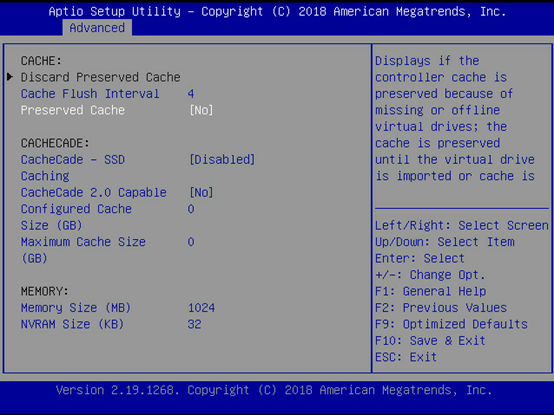 Aptio Setup Utility – Copyright (C) 2018 American Megatrends, Inc.
Advanced
CACHE:
Discard Preserved Cache
Cache Flush Interval 4
Preserved Cache [No]
CACHECADE:
CacheCade – SSD [Disabled]
Caching
CacheCade 2.0 Capable [No]
Configured Cache 0
Size (GB)
Maximum Cache Size 0
(GB)
MEMORY:
Memory Size (MB) 1024
NVRAM Size (KB) 32
Displays if the
controller cache is
preserved because of
missing or offline
virtual drives; the
cache is preserved
until the virtual drive
is imported or cache is
Left/Right: Select Screen
Up/Down: Select Item
Enter: Select
+/-: Change Opt.
F1: General Help
F2: Previous Values
F9: Optimized Defaults
F10: Save & Exit
ESC: Exit
Version 2.19.1268. Copyright (C) 2018 American Megatrends, Inc.